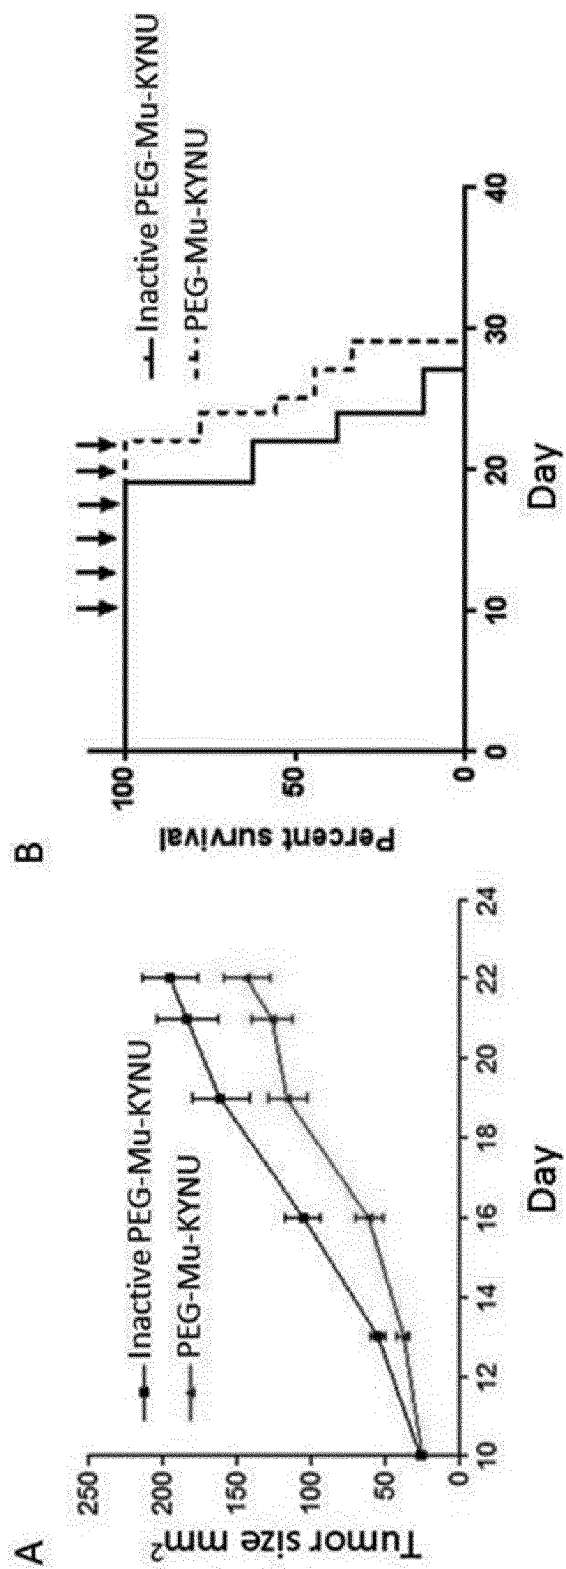 A
Inactive PEG-Mu-KYNU
PEG-Mu-KYNU
Tumor size mm²
250
200
150
100
50
0
10
12
14
16
18
20
22
24
Day
B
Inactive PEG-Mu-KYNU
PEG-Mu-KYNU
Percent survival
100
50
0
0
10
20
30
40
Day